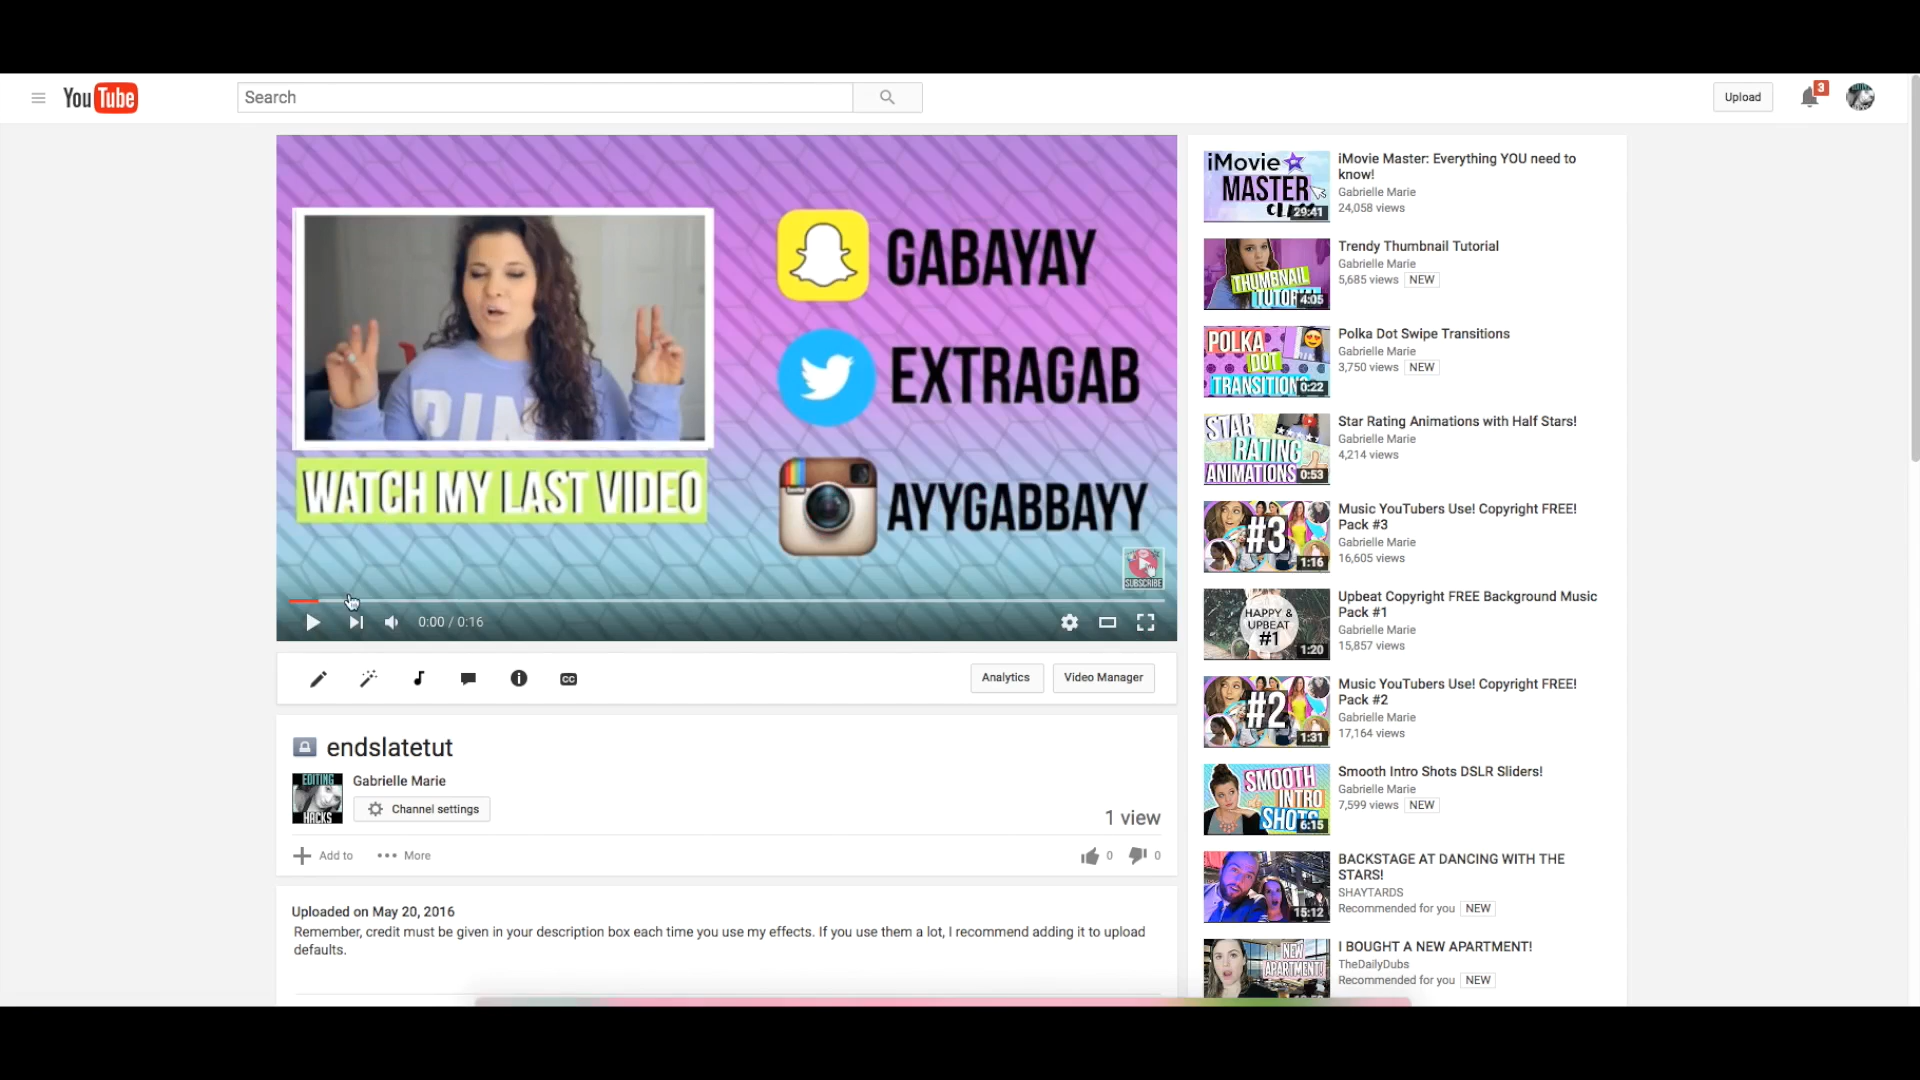 YouTube
Search
Upload
3
GABAYAY
EXTRAGAB
WATCH MY LAST VIDEO
AYYGABBAYY
SUBSCRIBE
0:00 / 0:16
CC
Analytics
Video Manager
endslatetut
EDITING
HACKS
Gabrielle Marie
Channel settings
1 view
Add to
More
0
0
Uploaded on May 20, 2016
Remember, credit must be given in your description box each time you use my effects. If you use them a lot, I recommend adding it to upload
defaults.
iMovie
MASTER
29:41
iMovie Master: Everything YOU need to
know!
Gabrielle Marie
24,058 views
THUMBNAIL
4:05
Trendy Thumbnail Tutorial
Gabrielle Marie
5,685 views NEW
POLKA
DOT
0:22
Polka Dot Swipe Transitions
Gabrielle Marie
3,750 views NEW
STAR
RATING
ANIMATIONS
0:53
Star Rating Animations with Half Stars!
Gabrielle Marie
4,214 views
#3
1:16
Music YouTubers Use! Copyright FREE!
Pack #3
Gabrielle Marie
16,605 views
HAPPY &
UPBEAT
#1
1:20
Upbeat Copyright FREE Background Music
Pack #1
Gabrielle Marie
15,857 views
#2
1:31
Music YouTubers Use! Copyright FREE!
Pack #2
Gabrielle Marie
17,164 views
SMOOTH
INTRO
SHOTS
6:15
Smooth Intro Shots DSLR Sliders!
Gabrielle Marie
7,599 views NEW
15:12
BACKSTAGE AT DANCING WITH THE
STARS!
SHAYTARDS
Recommended for you NEW
NEW
APARTMENT!
I BOUGHT A NEW APARTMENT!
TheDailyDubs
Recommended for you NEW